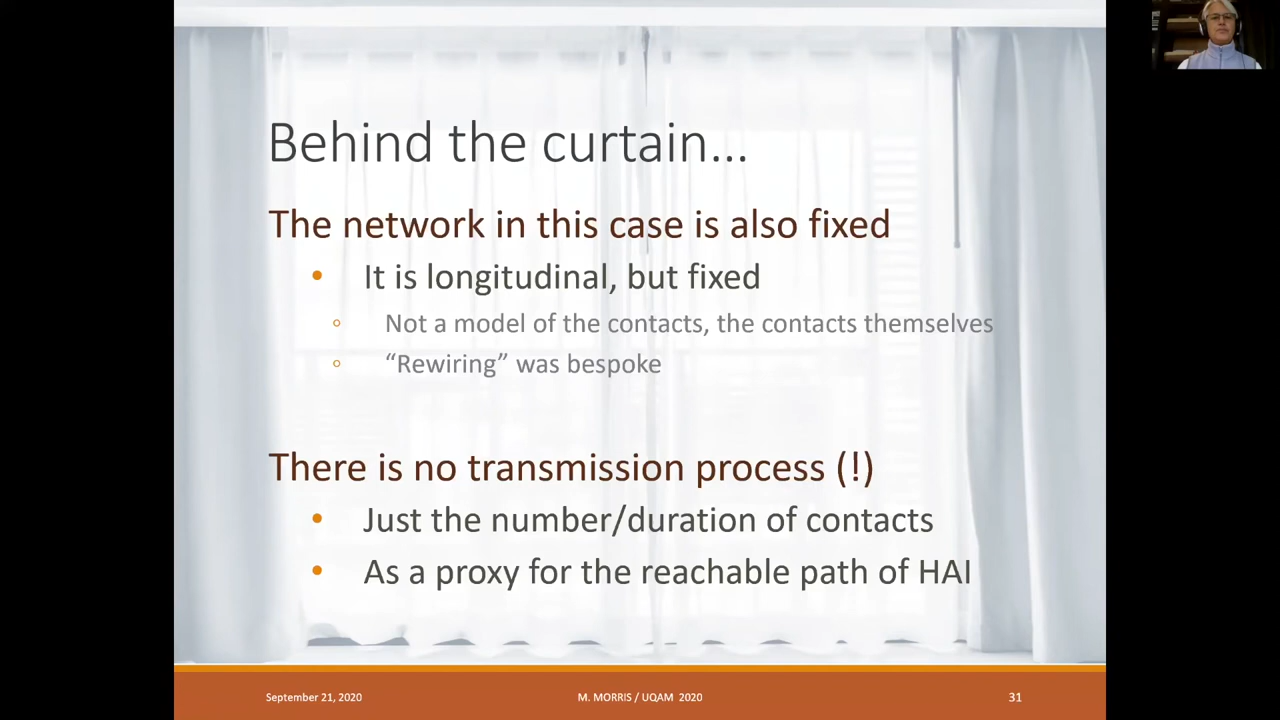 Behind the curtain...
The network in this case is also fixed
• It is longitudinal, but fixed
◦ Not a model of the contacts, the contacts themselves
◦ “Rewiring” was bespoke
There is no transmission process (!)
• Just the number/duration of contacts
• As a proxy for the reachable path of HAI
September 21, 2020
M. MORRIS / UQAM 2020
31